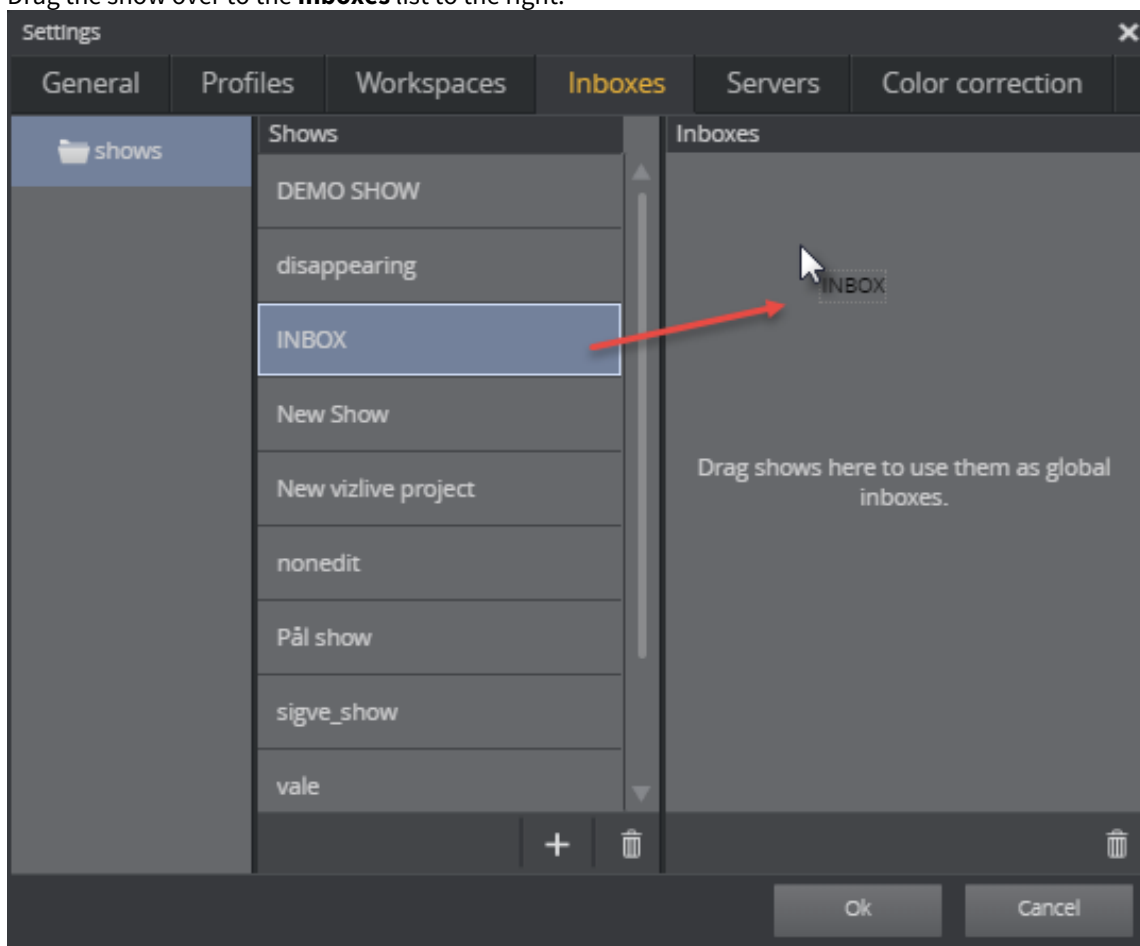 Drag the show over to the Inboxes list to the right.
Settings
General Profiles Workspaces Inboxes Servers Color correction
shows
Shows
DEMO SHOW
disappearing
INBOX
New Show
New vizlive project
nonedit
Pål show
sigve_show
vale
Inboxes
INBOX
Drag shows here to use them as global
inboxes.
Ok Cancel